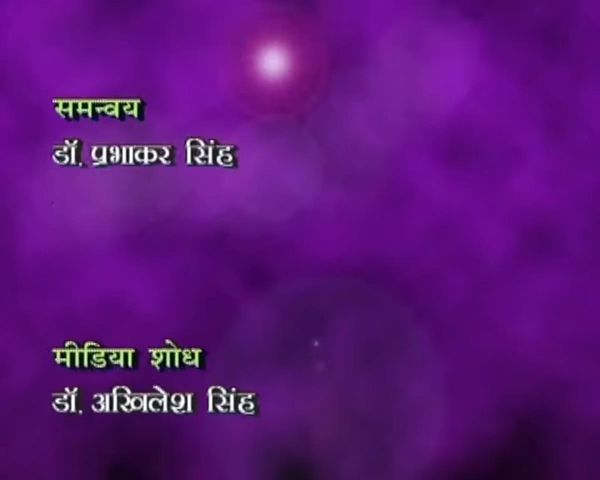 समन्वय
डॉ. प्रभाकर सिंह
मीडिया शोध
डॉ. अखिलेश सिंह